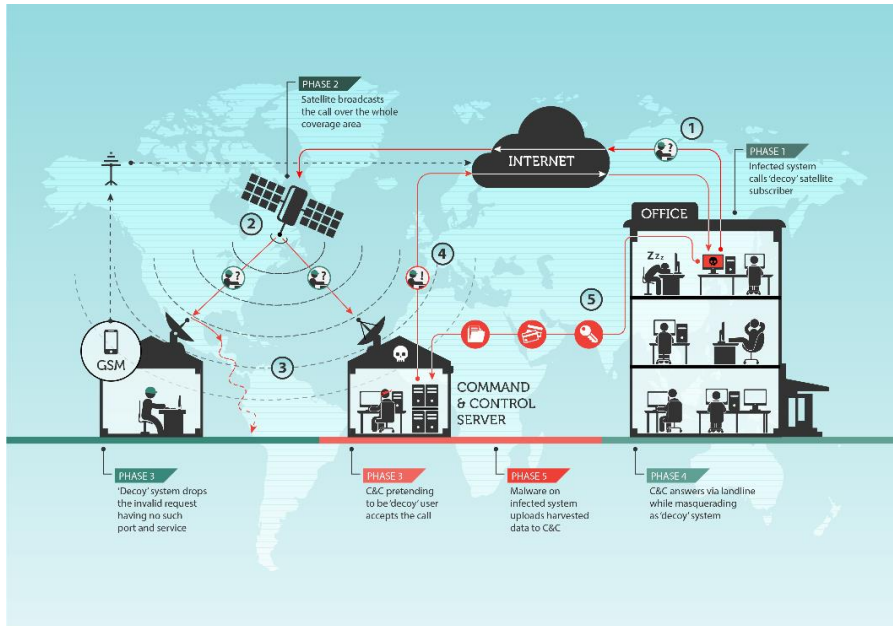 PHASE 2
Satellite broadcasts
the call over the whole
coverage area
1
PHASE 1
Infected system
calls 'decoy' satellite
subscriber
INTERNET
OFFICE
2
4
ZZz
5
3
GSM
COMMAND
& CONTROL
SERVER
?
?
?
!
PHASE 3
'Decoy' system drops
the invalid request
having no such
port and service
PHASE 3
C&C pretending
to be 'decoy' user
accepts the call
PHASE 5
Malware on
infected system
uploads harvested
data to C&C
PHASE 4
C&C answers via landline
while masquerading
as 'decoy' system